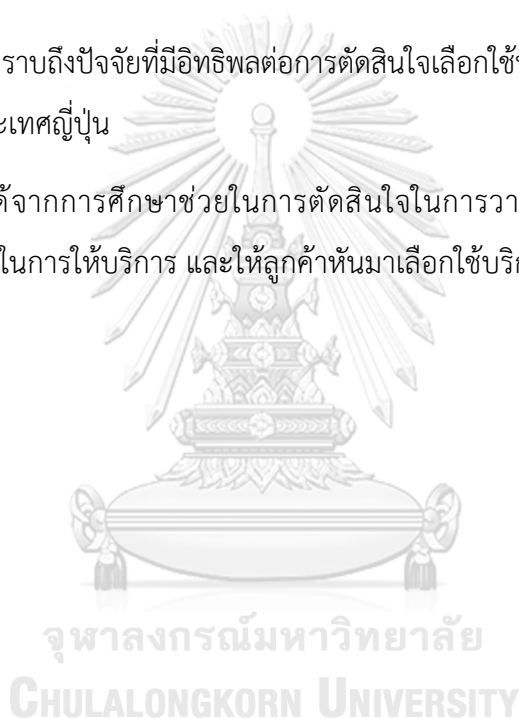 ราบถึงปัจจัยที่มีอิทธิพลต่อการตัดสินใจเลือกใช้
ะเทศญี่ปุ่น
ด้จากการศึกษาช่วยในการตัดสินใจในการวา
ในการให้บริการ และให้ลูกค้าหันมาเลือกใช้บริ
จุฬาลงกรณ์มหาวิทยาลัย
CHULALONGKORN UNIVERSITY